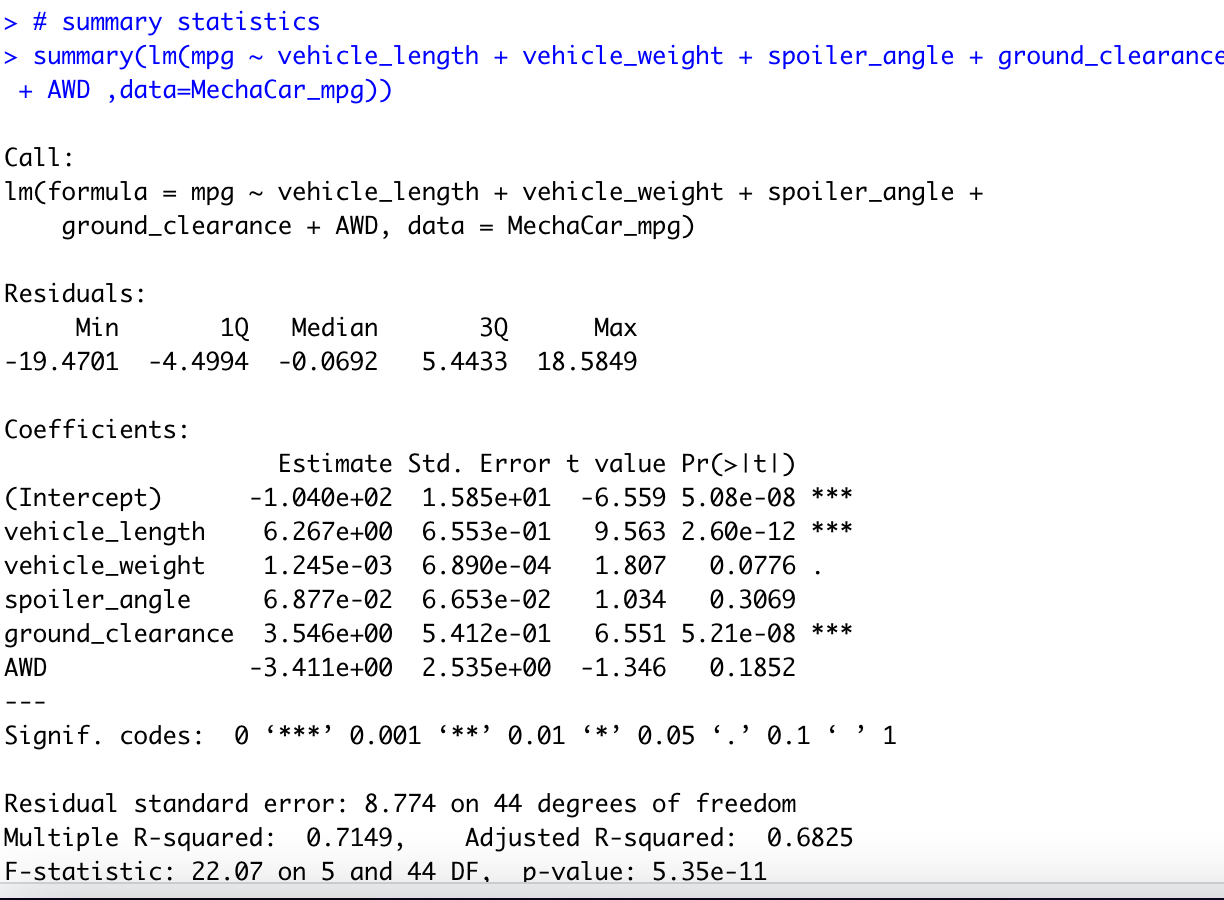 > # summary statistics
> summary(lm(mpg ~ vehicle_length + vehicle_weight + spoiler_angle + ground_clearance
 + AWD ,data=MechaCar_mpg))

Call:
lm(formula = mpg ~ vehicle_length + vehicle_weight + spoiler_angle +
    ground_clearance + AWD, data = MechaCar_mpg)

Residuals:
     Min       1Q   Median       3Q      Max
-19.4701  -4.4994  -0.0692   5.4433  18.5849

Coefficients:
                   Estimate Std. Error t value Pr(>|t|)
(Intercept)      -1.040e+02  1.585e+01  -6.559 5.08e-08 ***
vehicle_length    6.267e+00  6.553e-01   9.563 2.60e-12 ***
vehicle_weight    1.245e-03  6.890e-04   1.807   0.0776 .
spoiler_angle     6.877e-02  6.653e-02   1.034   0.3069
ground_clearance  3.546e+00  5.412e-01   6.551 5.21e-08 ***
AWD              -3.411e+00  2.535e+00  -1.346   0.1852
---
Signif. codes:  0 ‘***’ 0.001 ‘**’ 0.01 ‘*’ 0.05 ‘.’ 0.1 ‘ ’ 1

Residual standard error: 8.774 on 44 degrees of freedom
Multiple R-squared:  0.7149,    Adjusted R-squared:  0.6825
F-statistic: 22.07 on 5 and 44 DF,  p-value: 5.35e-11